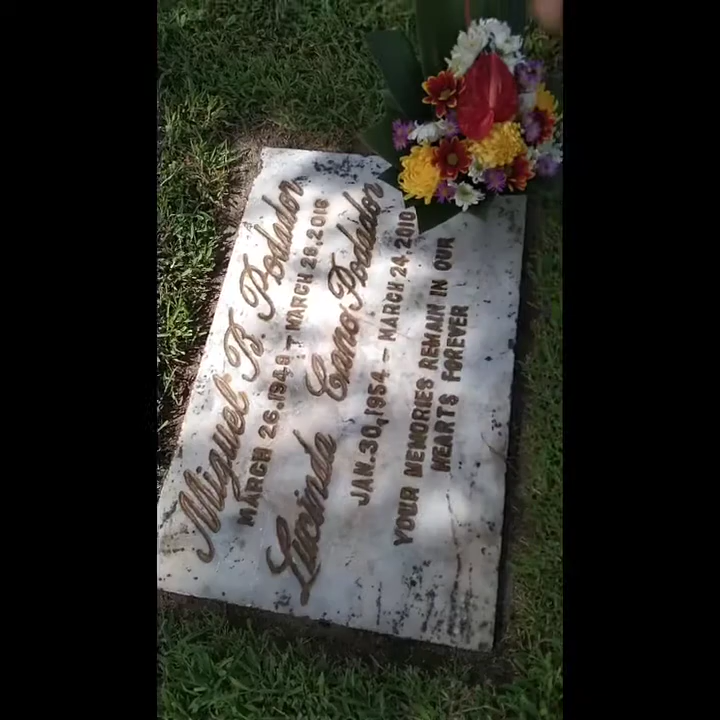 Miguel B. Podador
MARCH 26.1948 – MARCH 28.2016
Lucinda Cano Podador
JAN.30.1954 – MARCH 24.2010
YOUR MEMORIES REMAIN IN OUR
HEARTS FOREVER